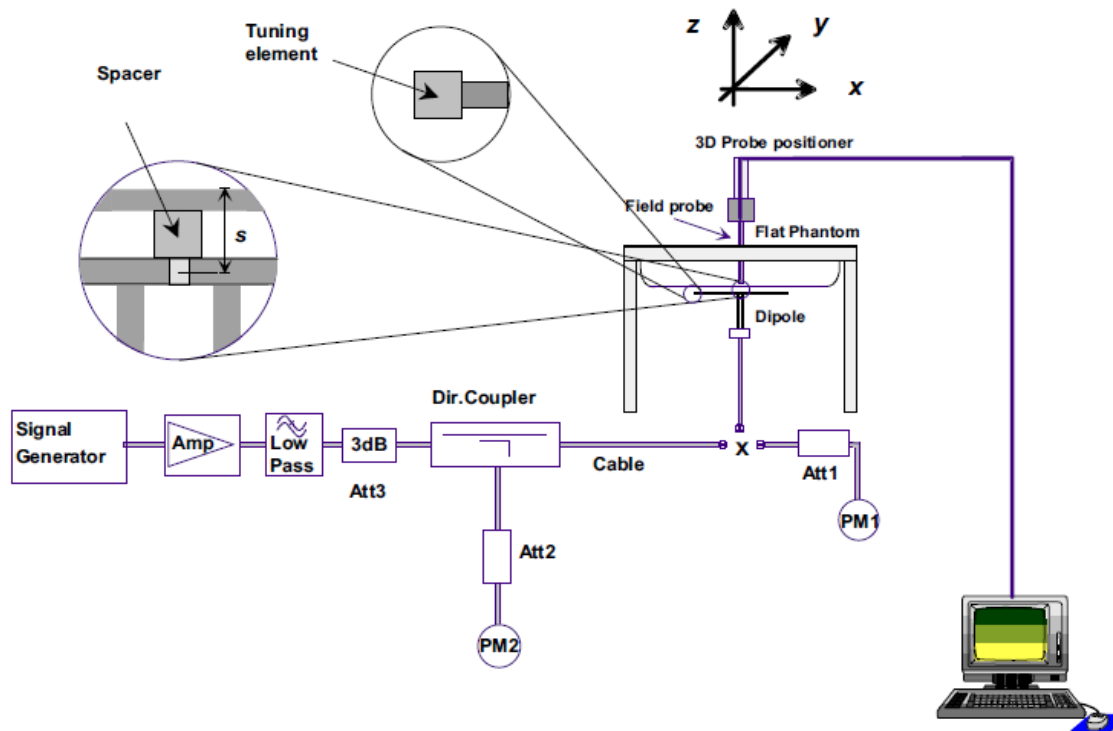 Tuning
element
Spacer
s
z
y
x
3D Probe positioner
Field probe
Flat Phantom
Dipole
Dir.Coupler
Signal
Generator
Amp
Low
Pass
3dB
Att3
Cable
X
Att1
PM1
Att2
PM2